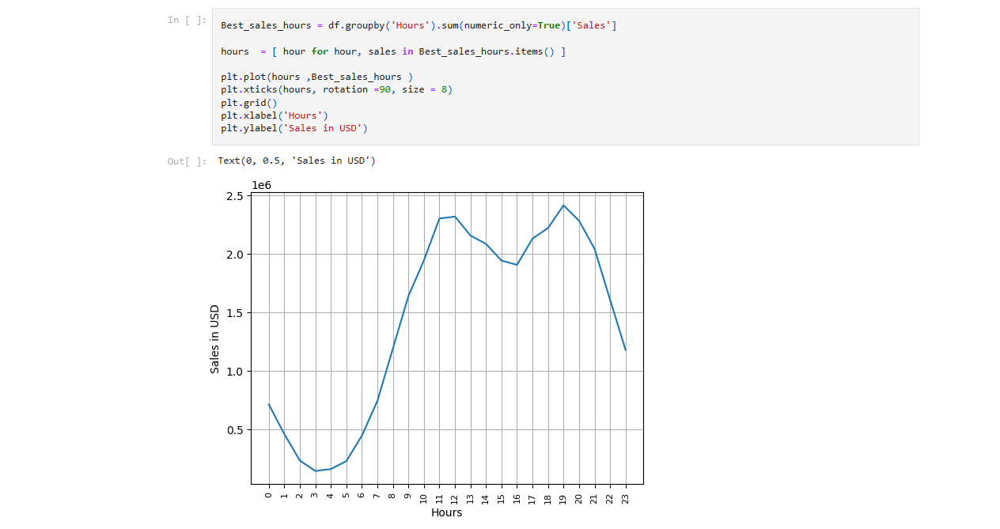 In [ ]:
Best_sales_hours = df.groupby('Hours').sum(numeric_only=True)['Sales']
hours  = [ hour for hour, sales in Best_sales_hours.items() ]
plt.plot(hours ,Best_sales_hours )
plt.xticks(hours, rotation =90, size = 8)
plt.grid()
plt.xlabel('Hours')
plt.ylabel('Sales in USD')
Out[ ]:
Text(0, 0.5, 'Sales in USD')
1e6
2.5
2.0
1.5
1.0
0.5
Sales in USD
0 1 2 3 4 5 6 7 8 9 10 11 12 13 14 15 16 17 18 19 20 21 22 23
Hours